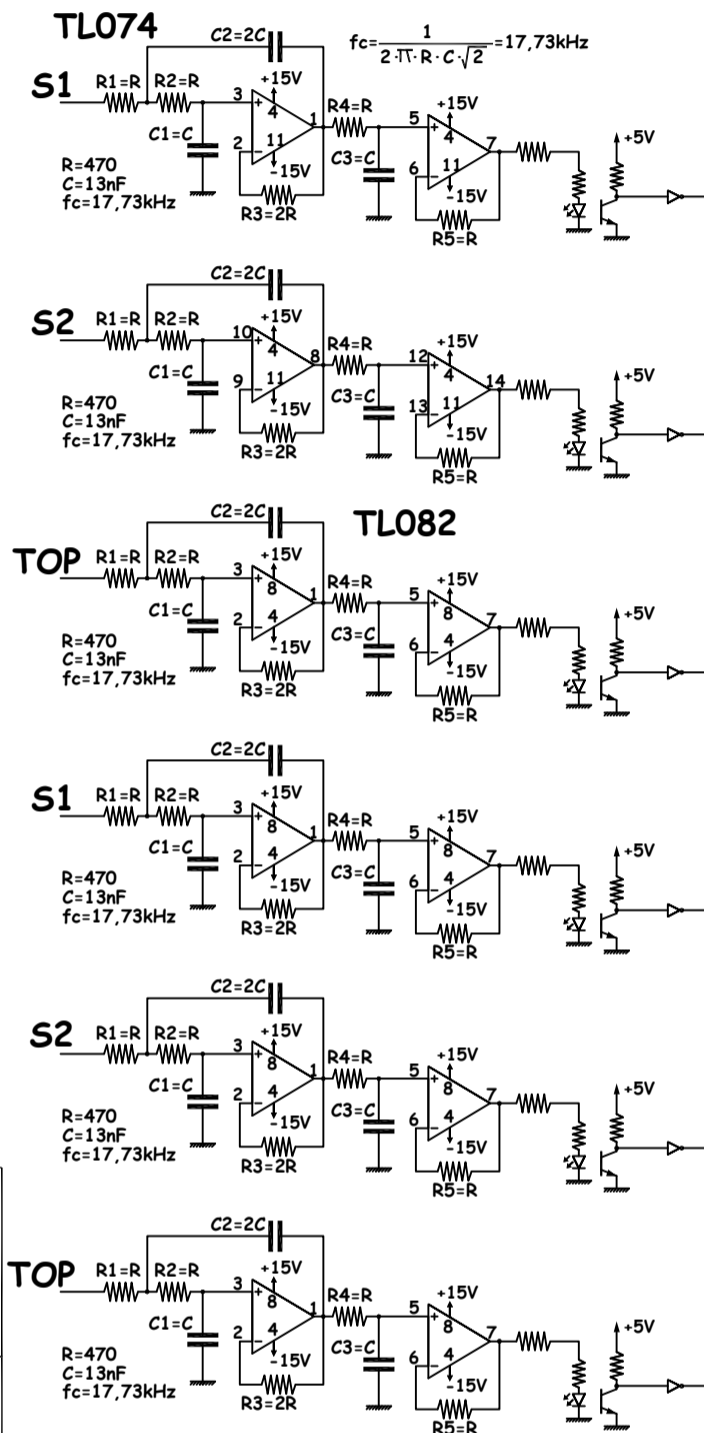 TL074
fc= 1 / 2·π·R·C·√2 =17,73kHz
C2=2C
S1
R1=R R2=R
+15V
3 + 4 1
R4=R
5 + 4 7
+15V
+5V
C1=C
2 − 11
-15V
C3=C
6 − 11
-15V
R=470
C=13nF
fc=17,73kHz
R3=2R
R5=R
C2=2C
S2
R1=R R2=R
+15V
10 + 4 8
R4=R
12 + 4 14
+15V
+5V
C1=C
9 − 11
-15V
C3=C
13 − 11
-15V
R=470
C=13nF
fc=17,73kHz
R3=2R
R5=R
C2=2C
TL082
TOP
R1=R R2=R
+15V
3 + 8 1
R4=R
5 + 8 7
+15V
+5V
C1=C
2 − 4
-15V
C3=C
6 − 4
-15V
R=470
C=13nF
fc=17,73kHz
R3=2R
R5=R
C2=2C
S1
R1=R R2=R
+15V
3 + 8 1
R4=R
5 + 8 7
+15V
+5V
C1=C
2 − 4
-15V
C3=C
6 − 4
-15V
R=470
C=13nF
fc=17,73kHz
R3=2R
R5=R
C2=2C
S2
R1=R R2=R
+15V
3 + 8 1
R4=R
5 + 8 7
+15V
+5V
C1=C
2 − 4
-15V
C3=C
6 − 4
-15V
R=470
C=13nF
fc=17,73kHz
R3=2R
R5=R
C2=2C
TOP
R1=R R2=R
+15V
3 + 8 1
R4=R
5 + 8 7
+15V
+5V
C1=C
2 − 4
-15V
C3=C
6 − 4
-15V
R=470
C=13nF
fc=17,73kHz
R3=2R
R5=R